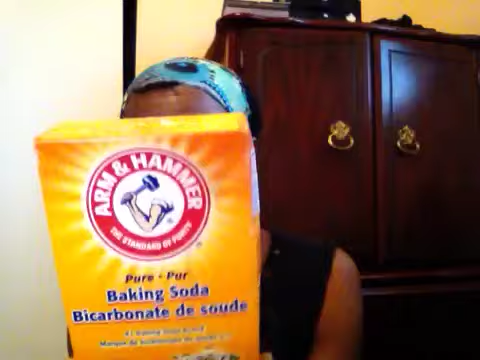 ARM & HAMMER
THE STANDARD OF PURITY
Pure • Pur
Baking Soda
Bicarbonate de soude